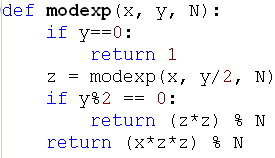 def modexp(x, y, N):
    if y==0:
        return 1
    z = modexp(x, y/2, N)
    if y%2 == 0:
        return (z*z) % N
    return (x*z*z) % N